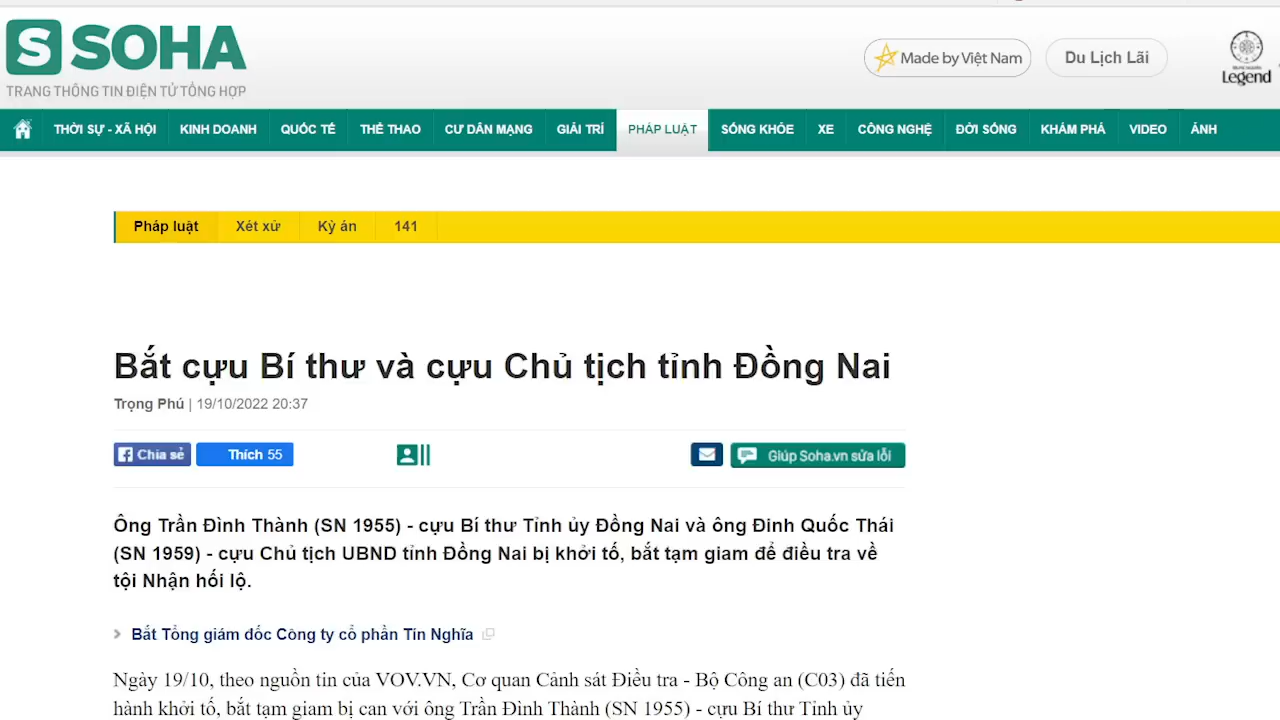 SOHA
TRANG THÔNG TIN ĐIỆN TỬ TỔNG HỢP
Made by Việt Nam
Du Lịch Lãi
Legend
THỜI SỰ - XÃ HỘI
KINH DOANH
QUỐC TẾ
THỂ THAO
CƯ DÂN MẠNG
GIẢI TRÍ
PHÁP LUẬT
SỐNG KHỎE
XE
CÔNG NGHỆ
ĐỜI SỐNG
KHÁM PHÁ
VIDEO
ẢNH
Pháp luật
Xét xử
Kỳ án
141
Bắt cựu Bí thư và cựu Chủ tịch tỉnh Đồng Nai
Trọng Phú | 19/10/2022 20:37
Chia sẻ
Thích 55
Giúp Soha.vn sửa lỗi
Ông Trần Đình Thành (SN 1955) - cựu Bí thư Tỉnh ủy Đồng Nai và ông Đinh Quốc Thái
(SN 1959) - cựu Chủ tịch UBND tỉnh Đồng Nai bị khởi tố, bắt tạm giam để điều tra về
tội Nhận hối lộ.
Bắt Tổng giám đốc Công ty cổ phần Tín Nghĩa
Ngày 19/10, theo nguồn tin của VOV.VN, Cơ quan Cảnh sát Điều tra - Bộ Công an (C03) đã tiến
hành khởi tố, bắt tạm giam bị can với ông Trần Đình Thành (SN 1955) - cựu Bí thư Tỉnh ủy